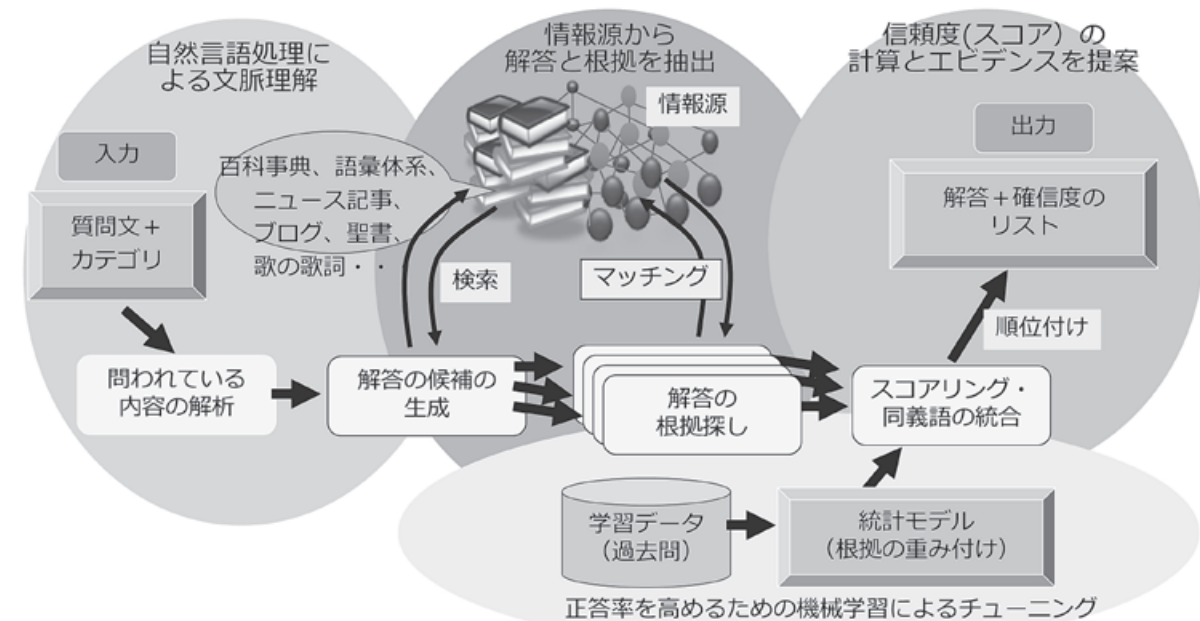 自然言語処理に
よる文脈理解
入力
質問文＋
カテゴリ
問われている
内容の解析
百科事典、語彙体系、
ニュース記事、
ブログ、聖書、
歌の歌詞・・
情報源から
解答と根拠を抽出
情報源
検索
マッチング
解答の候補の
生成
解答の
根拠探し
信頼度(スコア）の
計算とエビデンスを提案
出力
解答＋確信度の
リスト
順位付け
スコアリング・
同義語の統合
学習データ
（過去問）
統計モデル
（根拠の重み付け）
正答率を高めるための機械学習によるチューニング